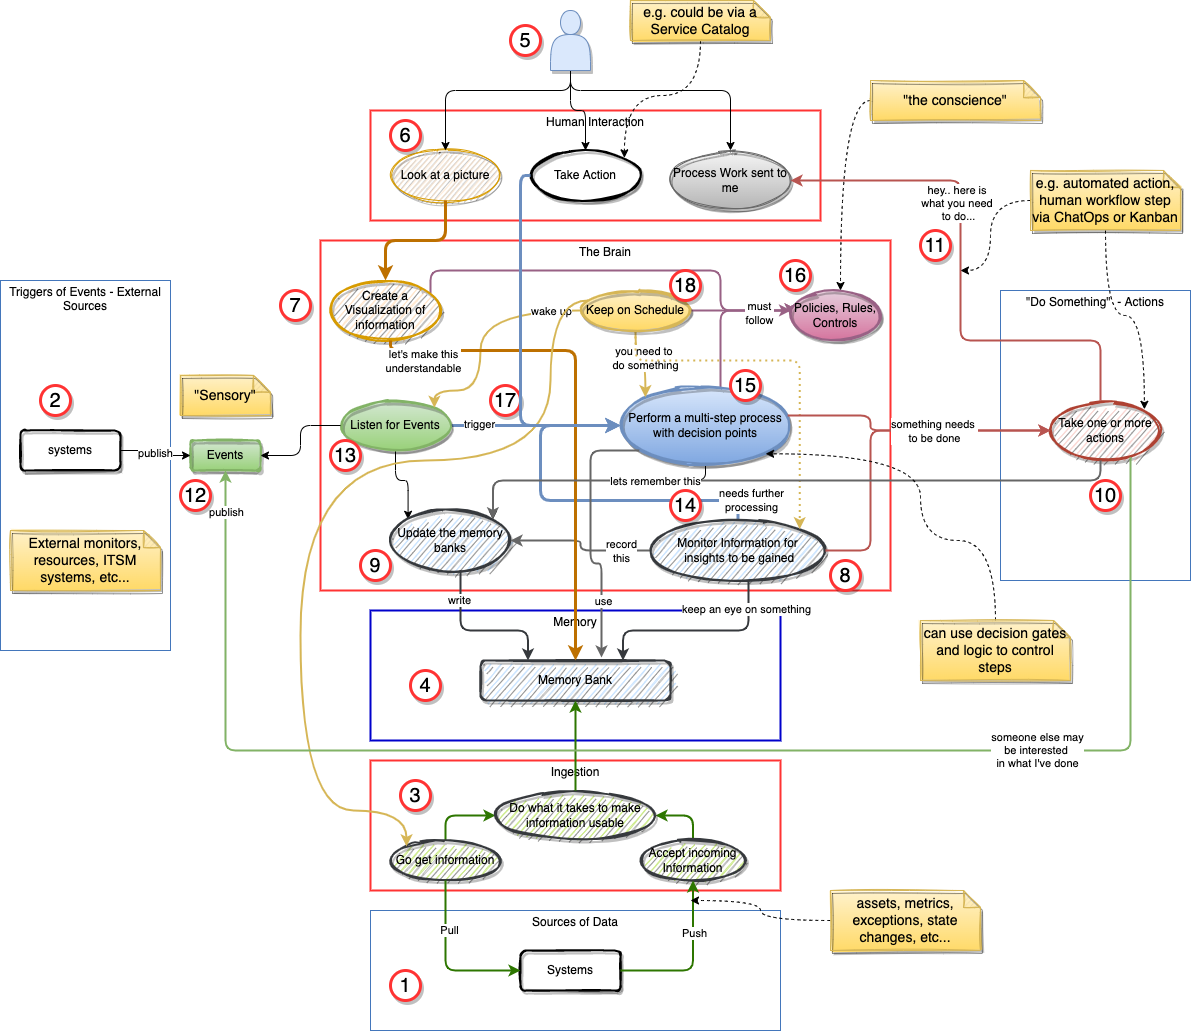 e.g. could be via a
Service Catalog
5
"the conscience"
Human Interaction
6
Look at a picture
Take Action
Process Work sent to
me
e.g. automated action,
human workflow step
via ChatOps or Kanban
hey.. here is
what you need
to do...
11
The Brain
7
Create a
Visualization of
information
wake up
Keep on Schedule
18
must
follow
16
Policies, Rules,
Controls
let's make this
understandable
you need to
do something
Triggers of Events - External
Sources
"Do Something" - Actions
2
"Sensory"
systems
publish
Events
12
publish
External monitors,
resources, ITSM
systems, etc...
Listen for Events
13
trigger
17
15
Perform a multi-step process
with decision points
something needs
to be done
Take one or more
actions
10
lets remember this
14
needs further
processing
Update the memory
banks
9
record
this
Monitor Information for
insights to be gained
8
write
use
keep an eye on something
Memory
4
Memory Bank
can use decision gates
and logic to control
steps
someone else may
be interested
in what I've done
Ingestion
3
Do what it takes to make
information usable
Go get information
Accept incoming
Information
assets, metrics,
exceptions, state
changes, etc...
Sources of Data
Pull
Push
1
Systems